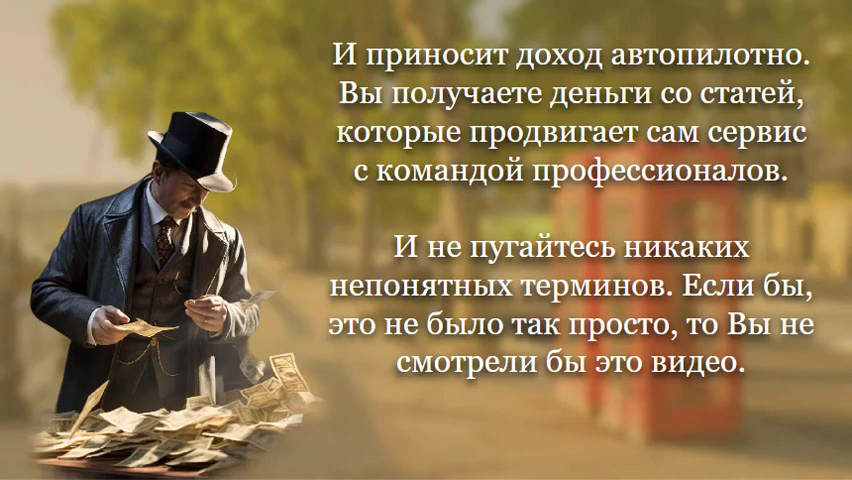 И приносит доход автопилотно.
Вы получаете деньги со статей,
которые продвигает сам сервис
с командой профессионалов.
И не пугайтесь никаких
непонятных терминов. Если бы,
это не было так просто, то Вы не
смотрели бы это видео.